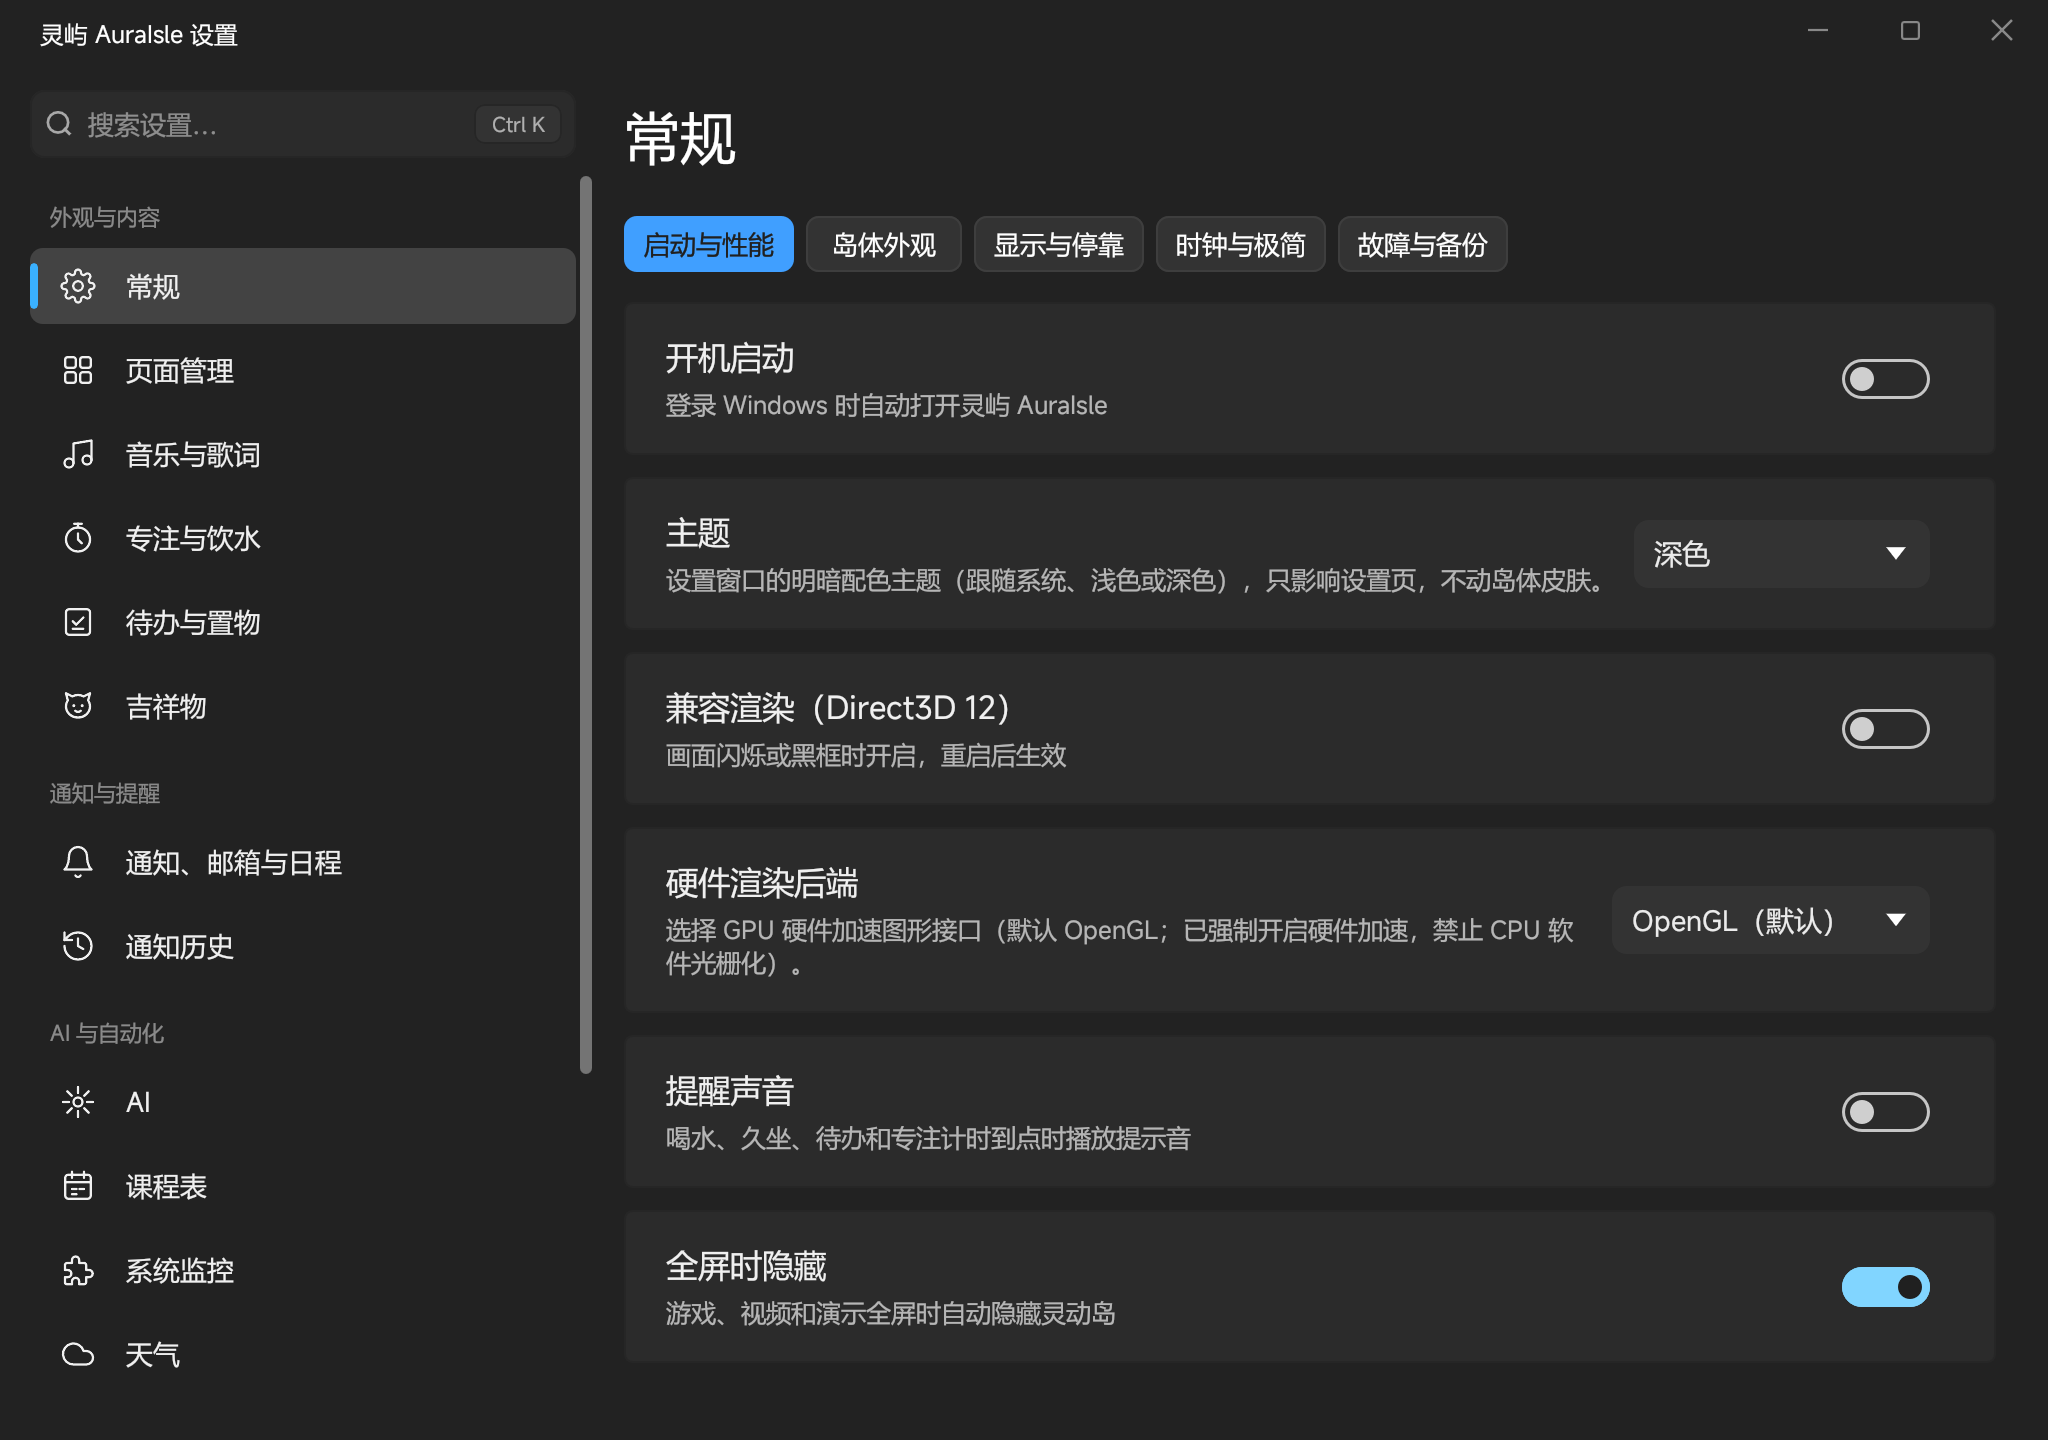 灵屿 AuraIsle 设置
搜索设置...
Ctrl K
外观与内容
常规
页面管理
音乐与歌词
专注与饮水
待办与置物
吉祥物
通知与提醒
通知、邮箱与日程
通知历史
AI 与自动化
AI
课程表
系统监控
天气
常规
启动与性能
岛体外观
显示与停靠
时钟与极简
故障与备份
开机启动
登录 Windows 时自动打开灵屿 AuraIsle
主题
设置窗口的明暗配色主题（跟随系统、浅色或深色），只影响设置页，不动岛体皮肤。
深色
兼容渲染（Direct3D 12）
画面闪烁或黑框时开启，重启后生效
硬件渲染后端
选择 GPU 硬件加速图形接口（默认 OpenGL；已强制开启硬件加速，禁止 CPU 软
件光栅化）。
OpenGL（默认）
提醒声音
喝水、久坐、待办和专注计时到点时播放提示音
全屏时隐藏
游戏、视频和演示全屏时自动隐藏灵动岛